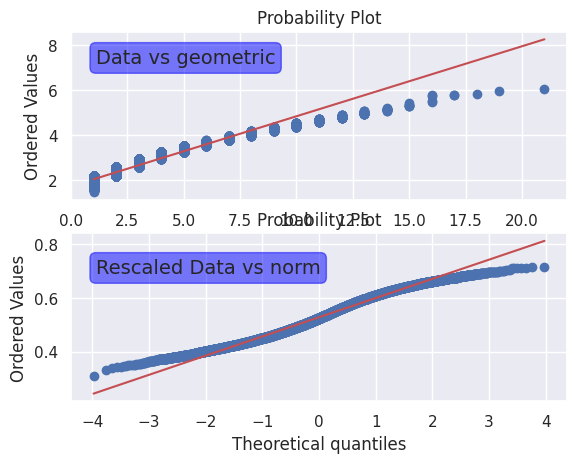 Probability Plot
Data vs geometric
Ordered Values
8
6
4
2
0.0 2.5 5.0 7.5 10.0 12.5 15.0 17.5 20.0
Probability Plot
Rescaled Data vs norm
Ordered Values
0.8
0.6
0.4
−4 −3 −2 −1 0 1 2 3 4
Theoretical quantiles